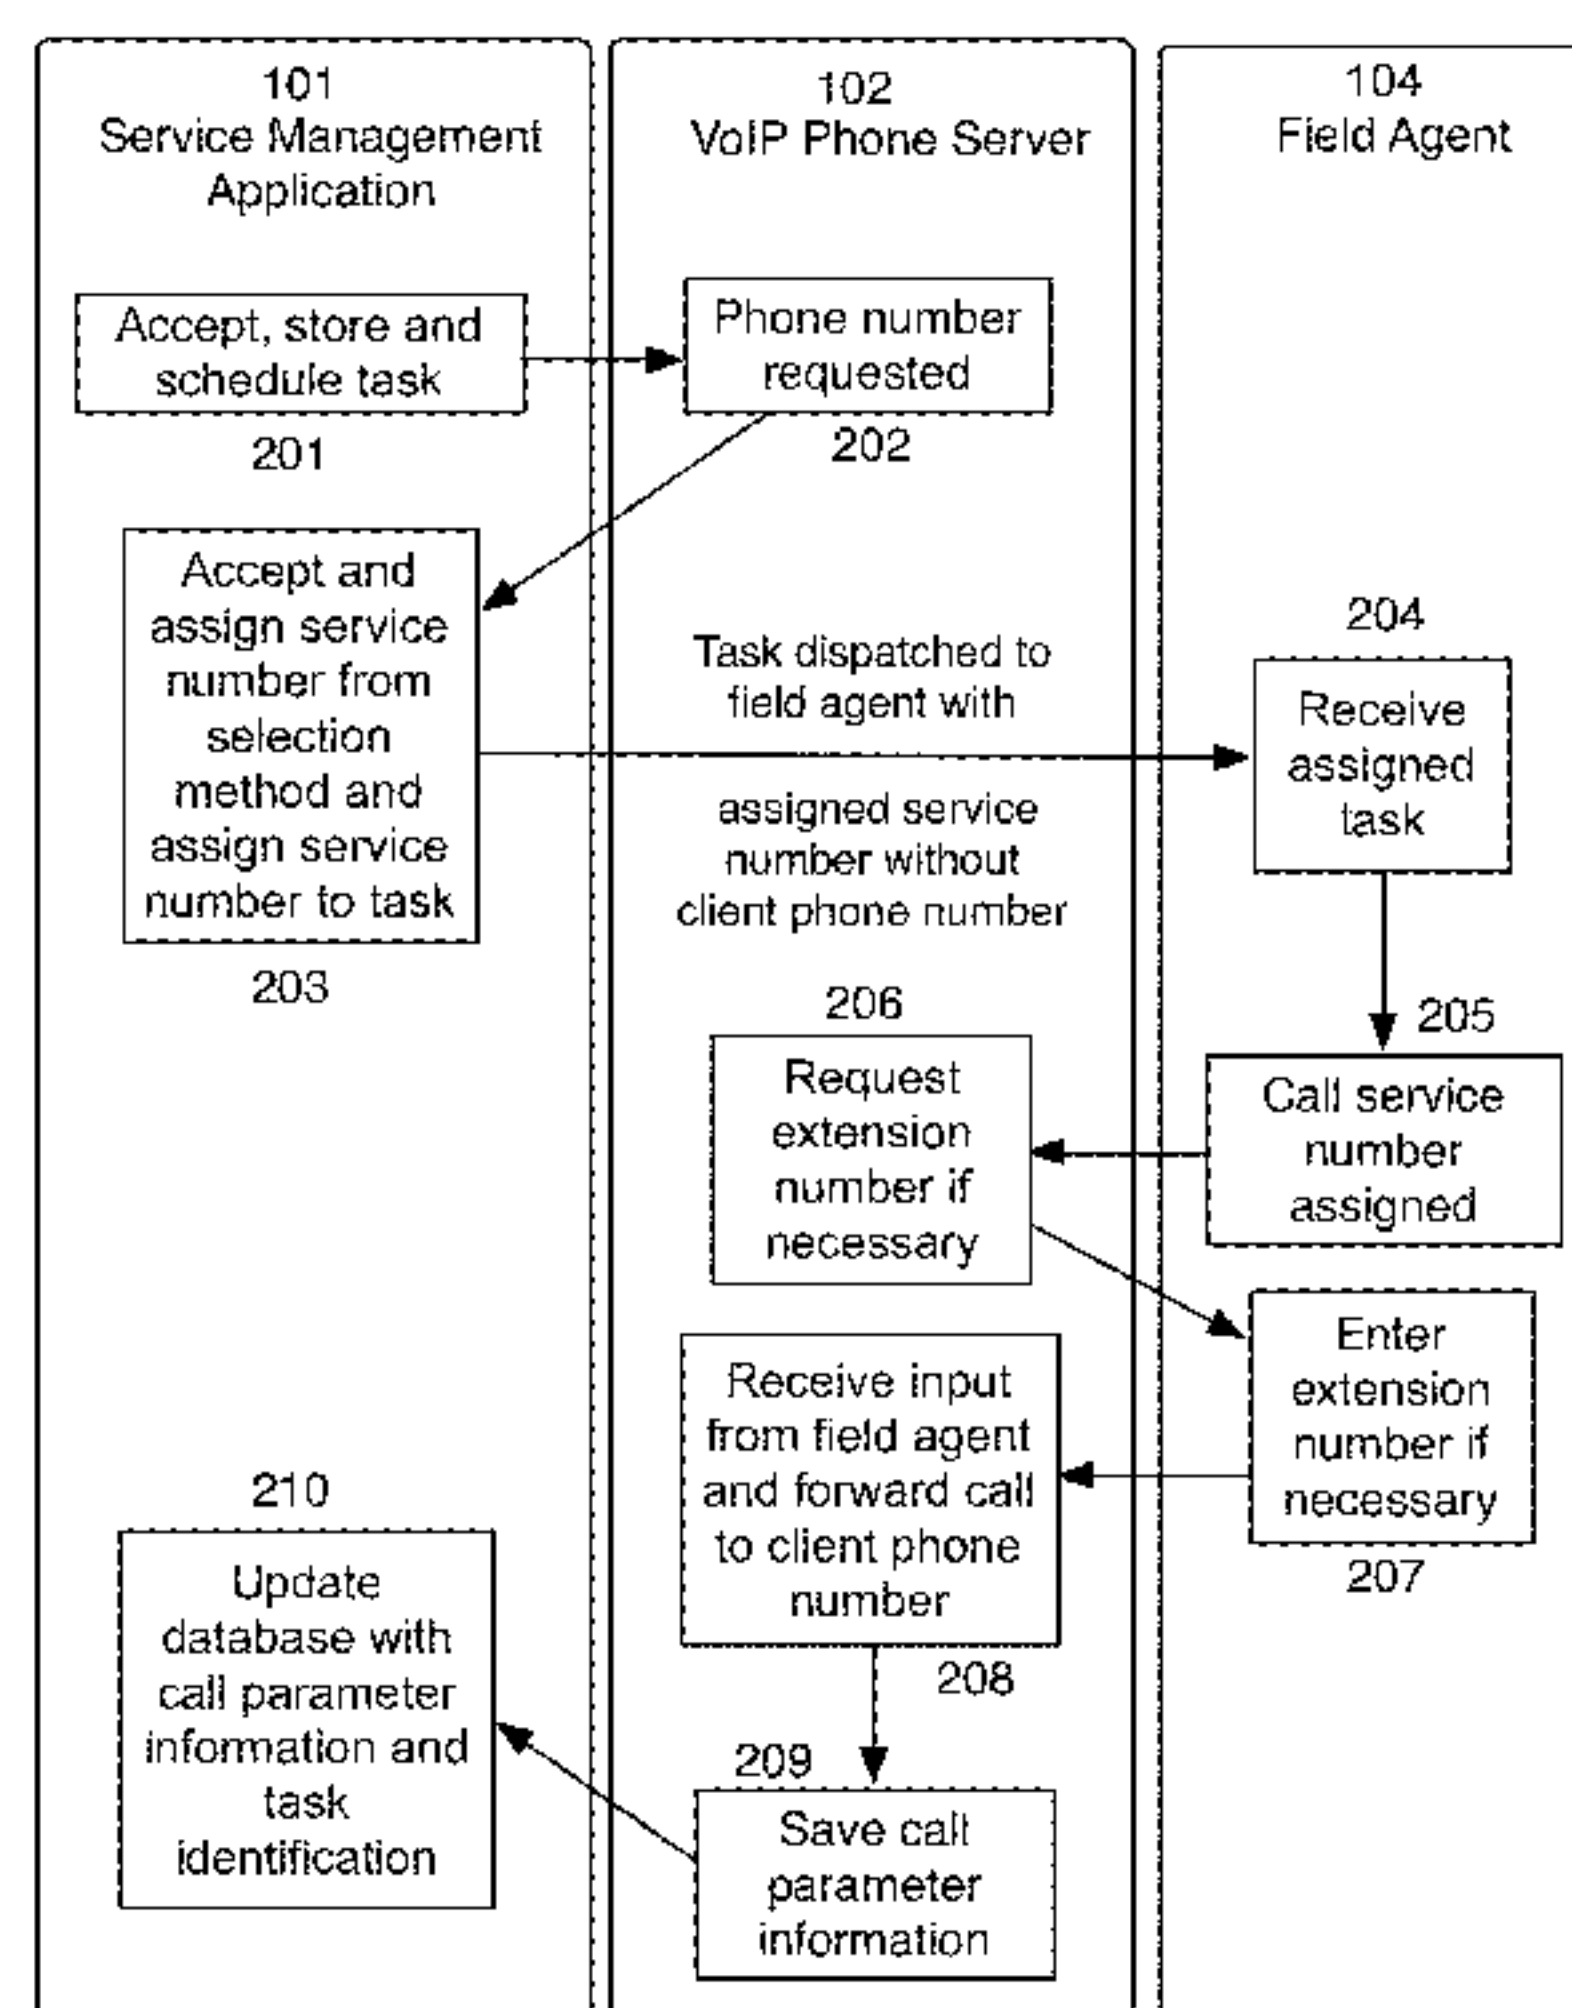 101
Service Management
Application
102
VoIP Phone Server
104
Field Agent
Accept, store and
schedule task
201
Phone number
requested
202
Accept and
assign service
number from
selection
method and
assign service
number to task
203
Task dispatched to
field agent with
assigned service
number without
client phone number
204
Receive
assigned
task
205
Call service
number
assigned
206
Request
extension
number if
necessary
Enter
extension
number if
necessary
207
Receive input
from field agent
and forward call
to client phone
number
208
209
Save call
parameter
information
210
Update
database with
call parameter
information and
task
identification